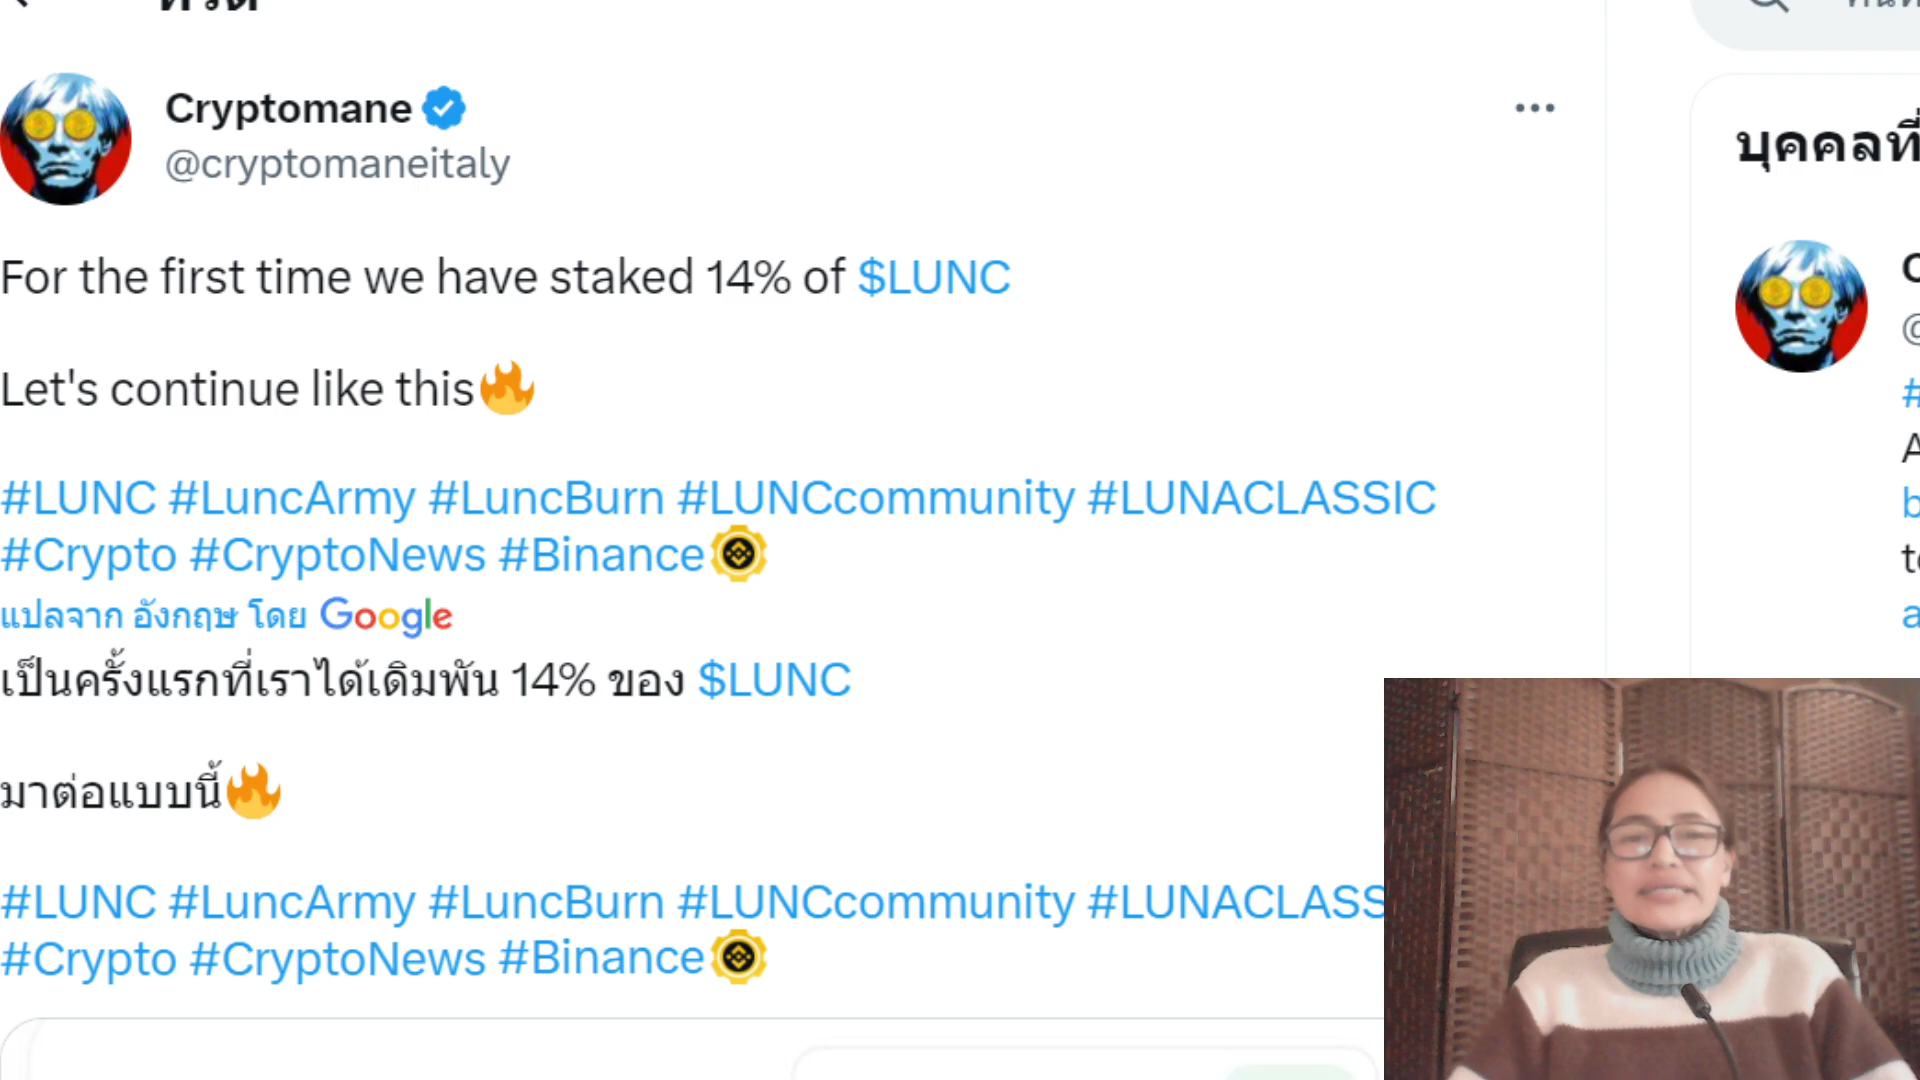 ทวีต
Cryptomane
@cryptomaneitaly
For the first time we have staked 14% of $LUNC
Let's continue like this🔥
#LUNC #LuncArmy #LuncBurn #LUNCcommunity #LUNACLASSIC
#Crypto #CryptoNews #Binance
แปลจาก อังกฤษ โดย Google
เป็นครั้งแรกที่เราได้เดิมพัน 14% ของ $LUNC
มาต่อแบบนี้🔥
#LUNC #LuncArmy #LuncBurn #LUNCcommunity #LUNACLASS
#Crypto #CryptoNews #Binance
บุคคลที่